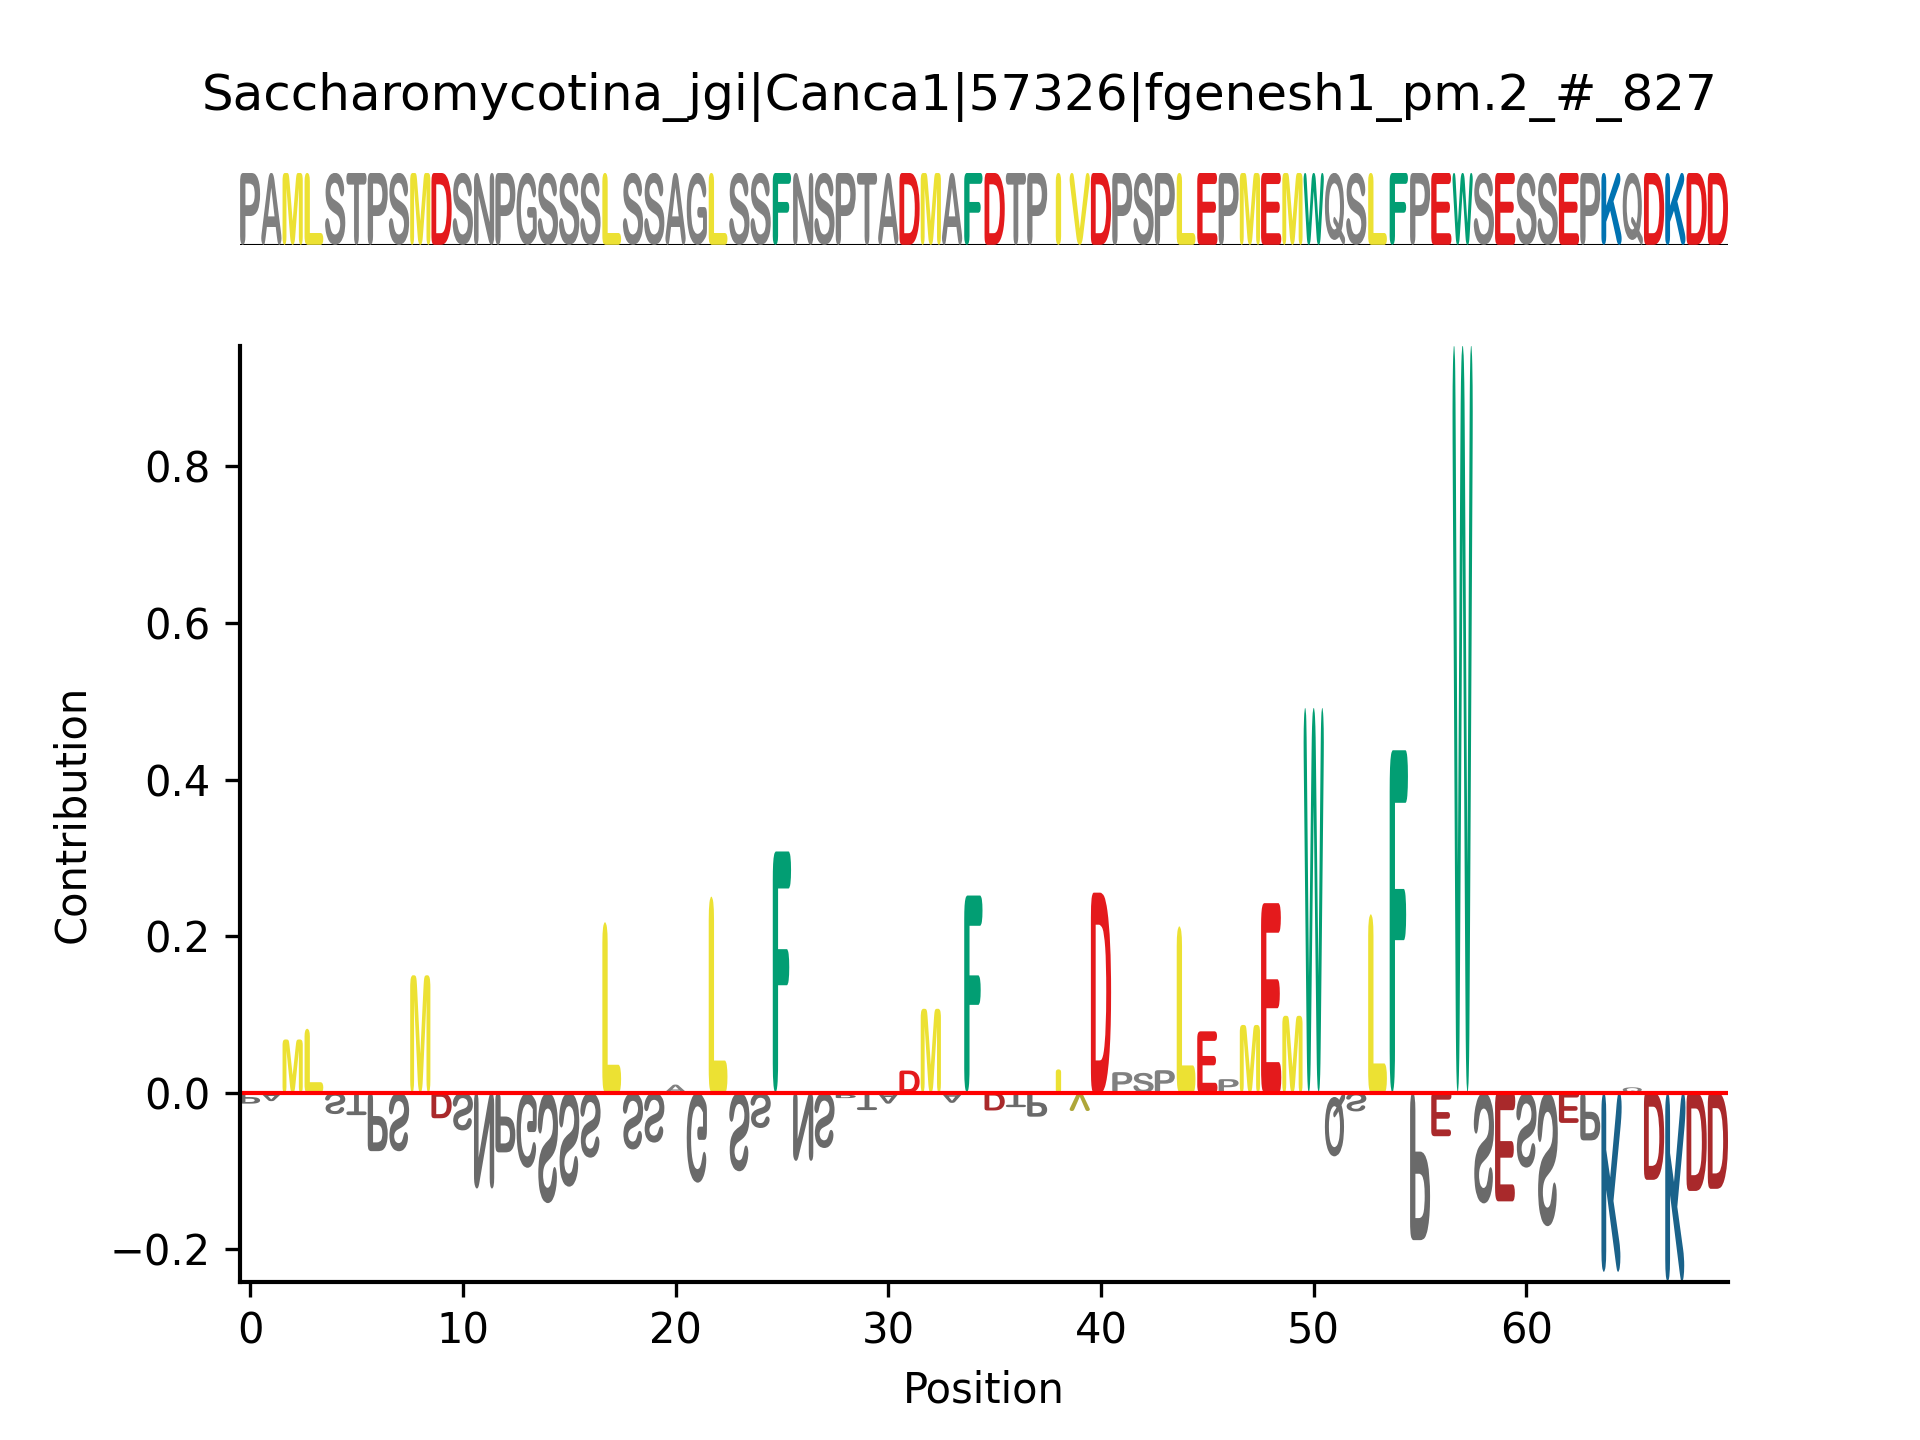 Saccharomycotina_jgi|Canca1|57326|fgenesh1_pm.2_#_827
PAMLSTPSMDSNPGSSSLSSAGLSSFNSPTADMAFDTPIVDPSPLEPMEMWQSLFPEWSESSEPKQDKDD
Contribution
0.8
0.6
0.4
0.2
0.0
−0.2
PAMLSTPSMDSNPGSSSLSSAGLSSFNSPTADMAFDTPIVDPSPLEPMEMWQSLFPEWSESSEPKQDKDD
0 10 20 30 40 50 60
Position